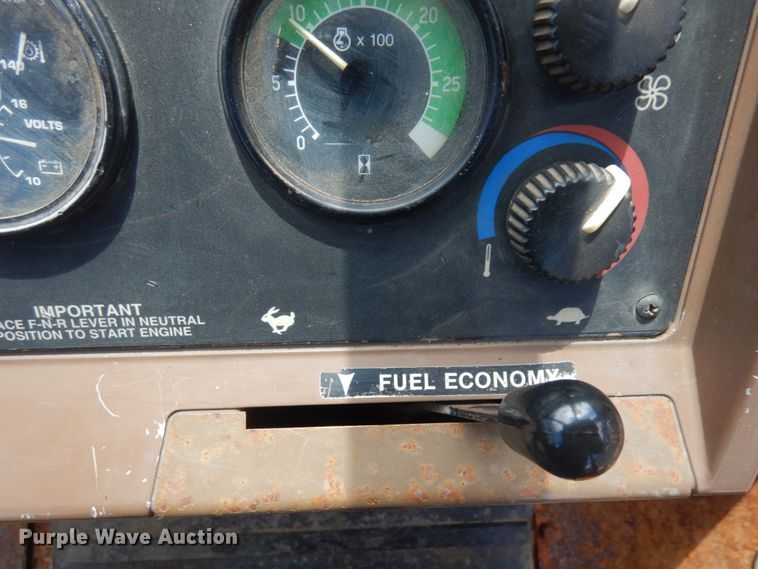 140
16
VOLTS
10
10
20
x 100
5
25
0
IMPORTANT
F-N-R LEVER IN NEUTRAL
POSITION TO START ENGINE
FUEL ECONOMY
Purple Wave Auction®